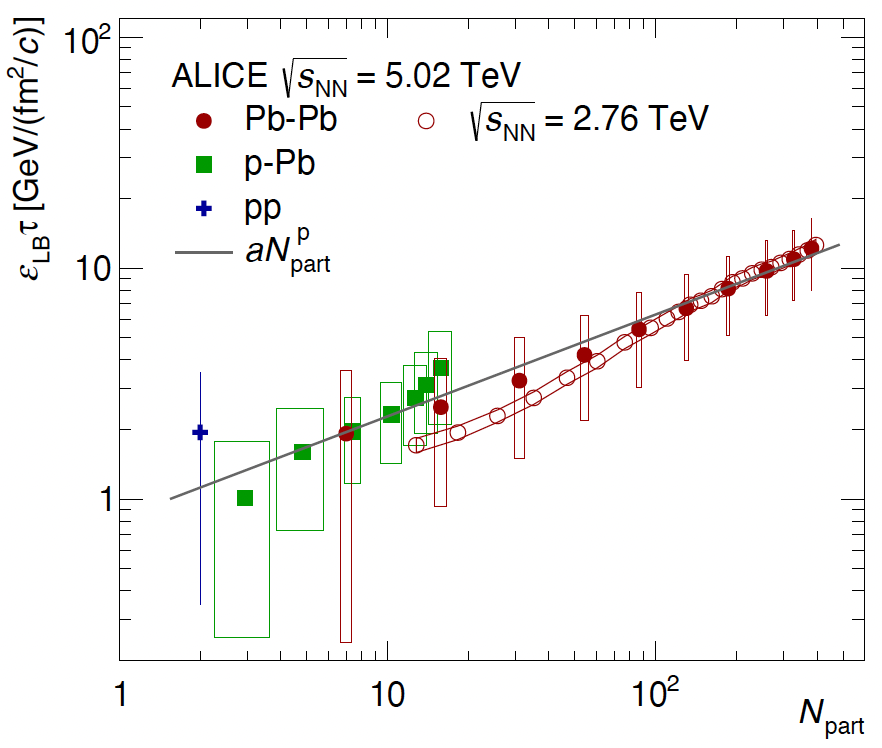 ε_LB τ [GeV/(fm²/c)]
10²
10
1
ALICE √s_NN = 5.02 TeV
Pb-Pb
√s_NN = 2.76 TeV
p-Pb
pp
aN_part^p
1
10
10²
N_part